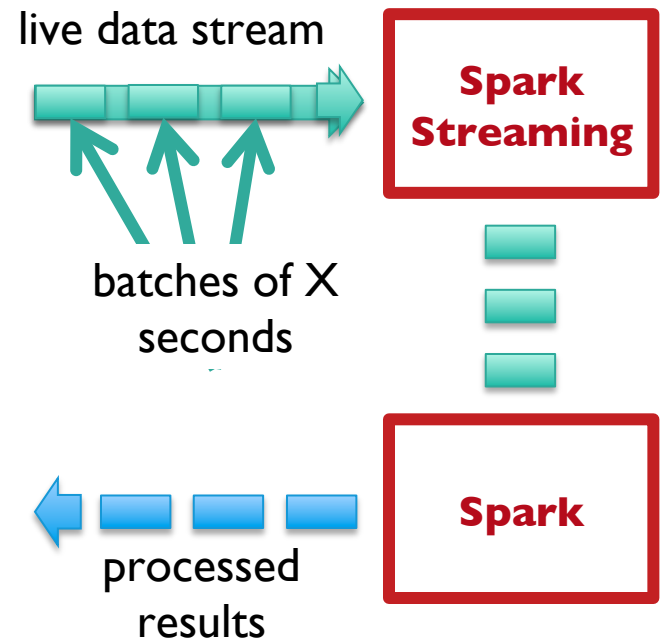 live data stream
Spark
Streaming
batches of X
seconds
Spark
processed
results